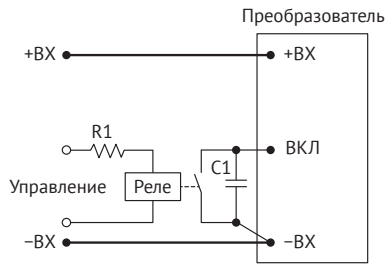 Преобразователь
+ВХ
+ВХ
R1
ВКЛ
C1
Управление
Реле
−ВХ
−ВХ